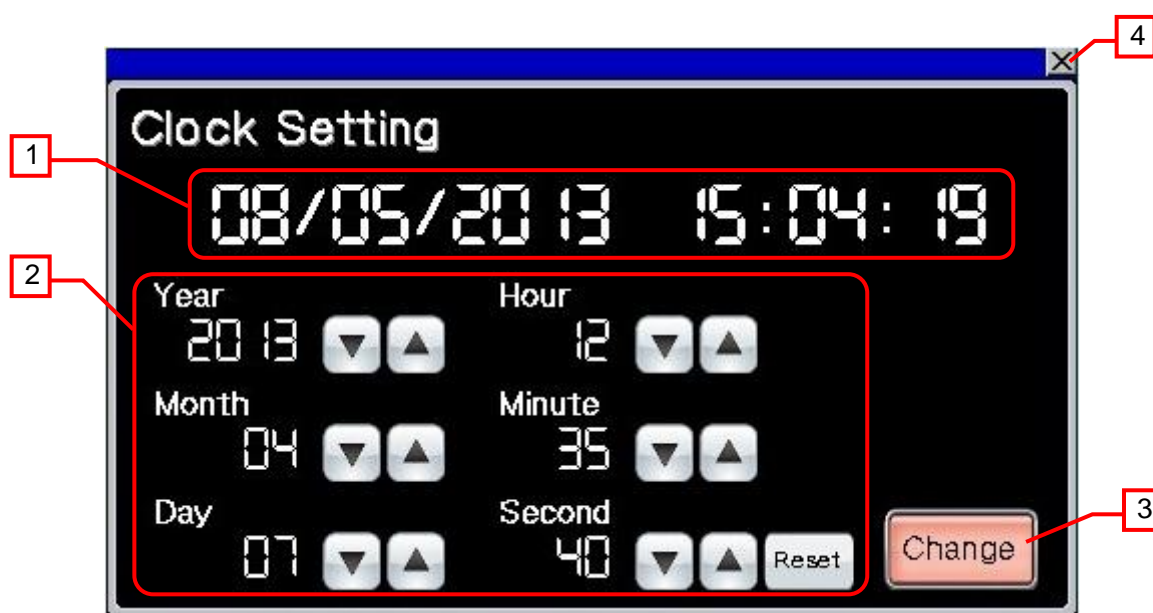 4
Clock Setting
1
08/05/2013 15:04:19
2
Year Hour
2013 ▼ ▲ 12 ▼ ▲
Month Minute
04 ▼ ▲ 35 ▼ ▲
Day Second
07 ▼ ▲ 40 ▼ ▲ Reset
Change
3